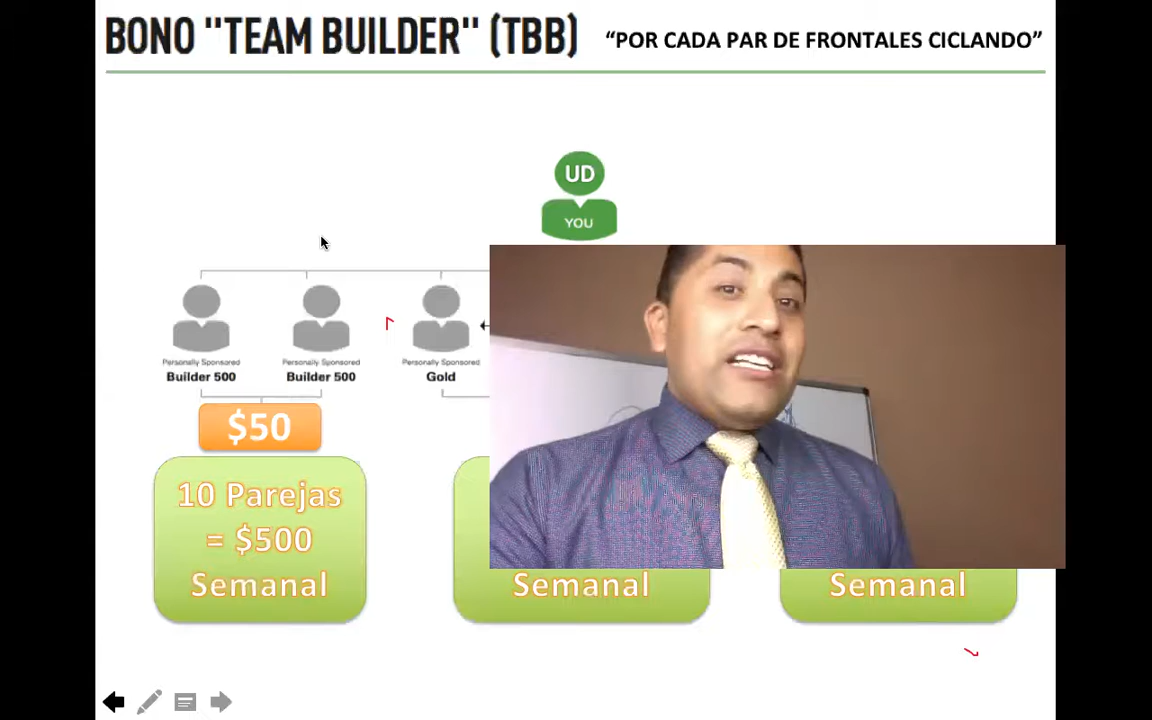 BONO "TEAM BUILDER" (TBB)
“POR CADA PAR DE FRONTALES CICLANDO”
UD
YOU
Personally Sponsored
Builder 500
Personally Sponsored
Builder 500
Personally Sponsored
Gold
$50
10 Parejas
= $500
Semanal
Semanal
Semanal